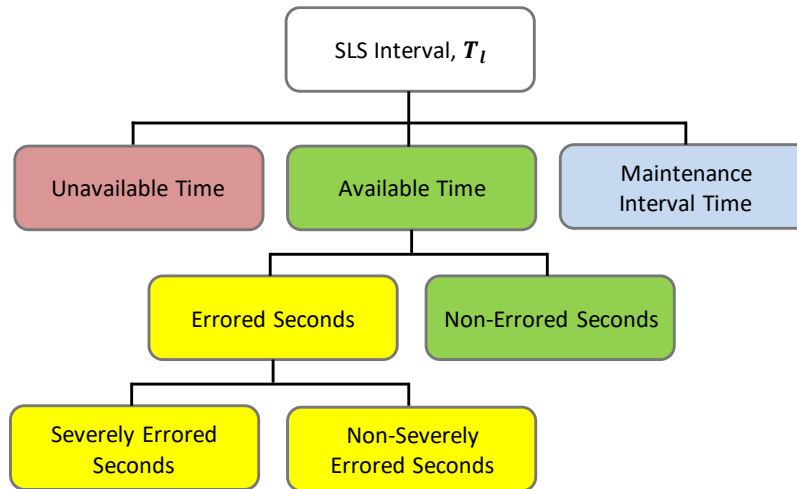 SLS Interval, T_l
Unavailable Time
Available Time
Maintenance
Interval Time
Errored Seconds
Non-Errored Seconds
Severely Errored
Seconds
Non-Severely
Errored Seconds